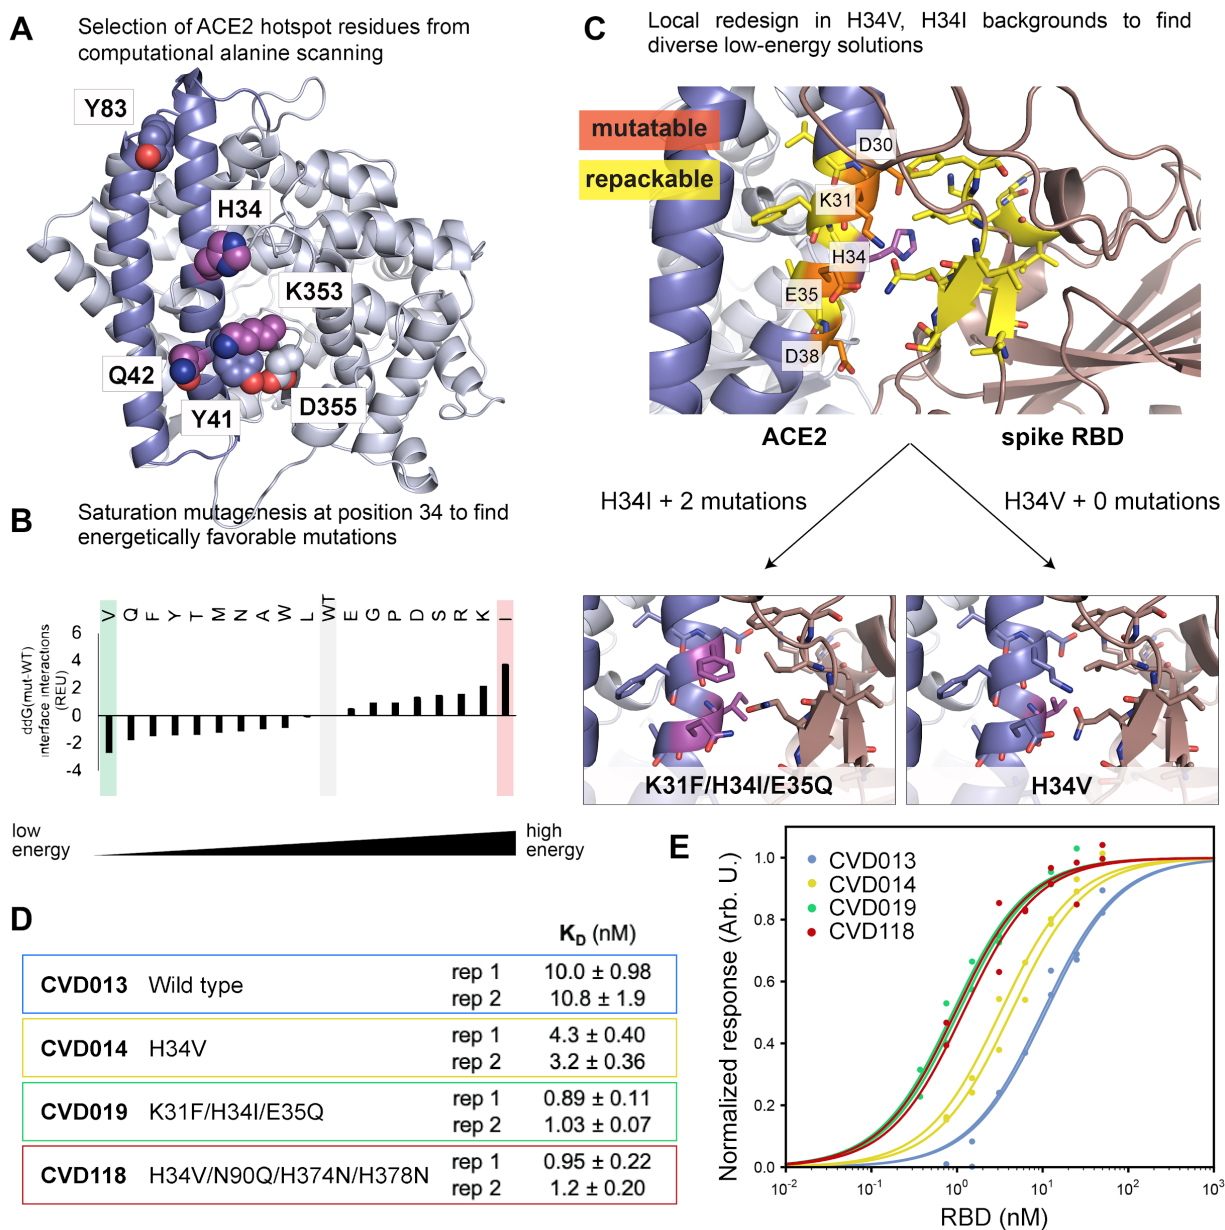 A
Selection of ACE2 hotspot residues from
computational alanine scanning
Y83
H34
K353
Q42
Y41
D355
B
Saturation mutagenesis at position 34 to find
energetically favorable mutations
V Q F Y T M N A W L WT E G P D S R K I
ddG(mut-WT)
interface interactions
(REU)
6
4
2
0
-2
-4
low
energy
high
energy
C
Local redesign in H34V, H34I backgrounds to find
diverse low-energy solutions
mutatable
repackable
D30
K31
H34
E35
D38
ACE2
spike RBD
H34I + 2 mutations
H34V + 0 mutations
K31F/H34I/E35Q
H34V
D
K_D (nM)
CVD013 Wild type rep 1 10.0 ± 0.98
rep 2 10.8 ± 1.9
CVD014 H34V rep 1 4.3 ± 0.40
rep 2 3.2 ± 0.36
CVD019 K31F/H34I/E35Q rep 1 0.89 ± 0.11
rep 2 1.03 ± 0.07
CVD118 H34V/N90Q/H374N/H378N rep 1 0.95 ± 0.22
rep 2 1.2 ± 0.20
E
Normalized response (Arb. U.)
1.0
0.8
0.6
0.4
0.2
0.0
CVD013
CVD014
CVD019
CVD118
10⁻² 10⁻¹ 10⁰ 10¹ 10² 10³
RBD (nM)